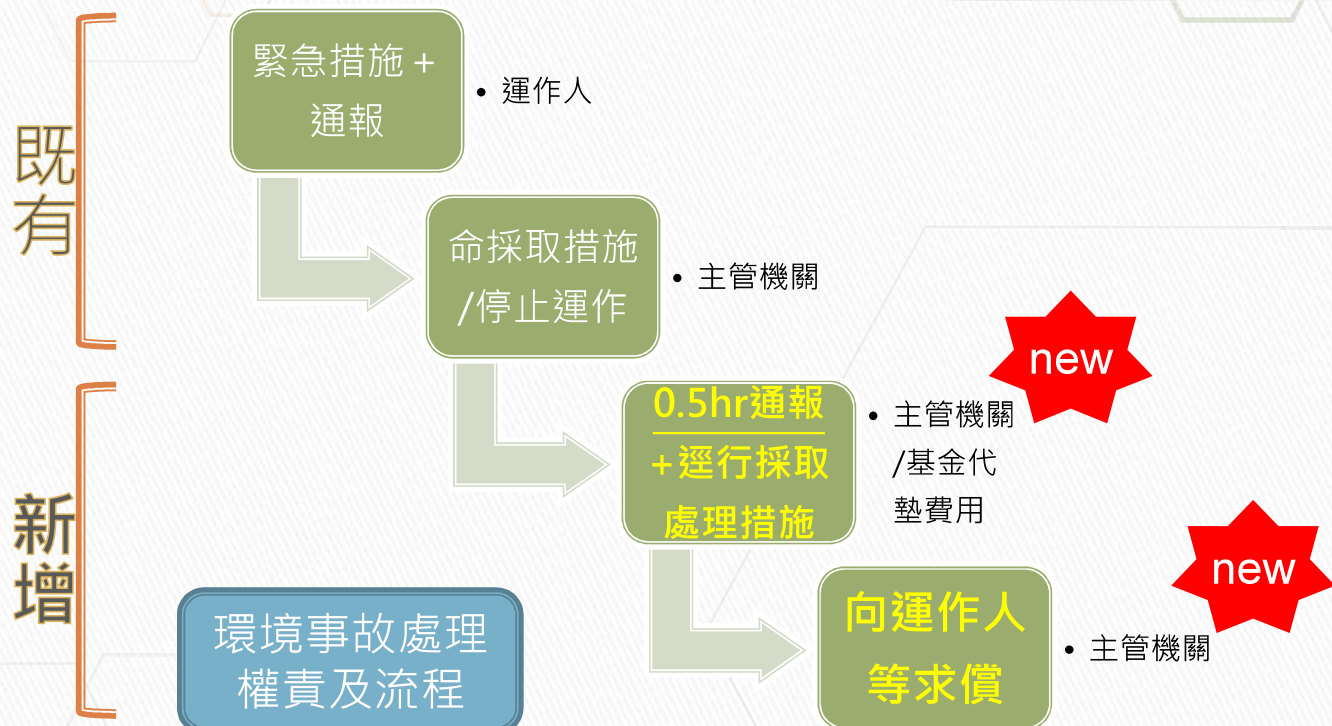 既有
緊急措施 +
通報
• 運作人
命採取措施
/停止運作
• 主管機關
new
新增
0.5hr通報
+逕行採取
處理措施
• 主管機關
/基金代
墊費用
new
向運作人
等求償
• 主管機關
環境事故處理
權責及流程